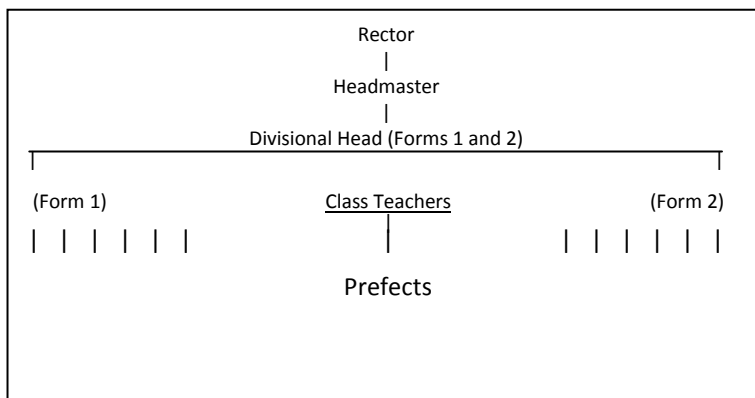 Rector
Headmaster
Divisional Head (Forms 1 and 2)
(Form 1) Class Teachers (Form 2)
Prefects